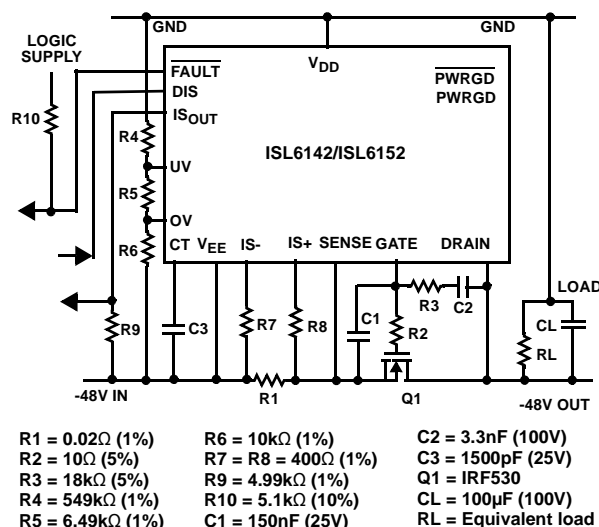 GND
GND
LOGIC
SUPPLY
FAULT
VDD
PWRGD
DIS
PWRGD
ISOUT
R10
R4
ISL6142/ISL6152
UV
R5
OV
R6
CT
VEE
IS-
IS+
SENSE
GATE
DRAIN
R3
C2
LOAD
R9
C3
R7
R8
C1
R2
CL
RL
-48V IN
R1
Q1
-48V OUT
R1 = 0.02Ω (1%)
R2 = 10Ω (5%)
R3 = 18kΩ (5%)
R4 = 549kΩ (1%)
R5 = 6.49kΩ (1%)
R6 = 10kΩ (1%)
R7 = R8 = 400Ω (1%)
R9 = 4.99kΩ (1%)
R10 = 5.1kΩ (10%)
C1 = 150nF (25V)
C2 = 3.3nF (100V)
C3 = 1500pF (25V)
Q1 = IRF530
CL = 100µF (100V)
RL = Equivalent load